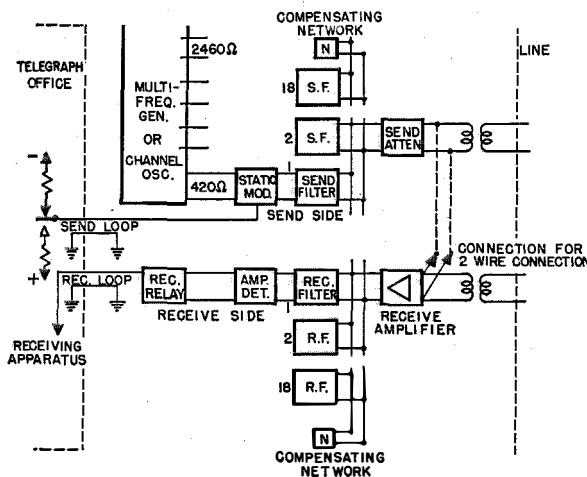 COMPENSATING
NETWORK
N
2460Ω
LINE
TELEGRAPH
OFFICE
18
S.F.
MULTI-
FREQ.
GEN.
OR
CHANNEL
OSC.
2
S.F.
SEND
ATTEN
-
420Ω
STATIC
MOD.
1
SEND
FILTER
SEND SIDE
SEND LOOP
CONNECTION FOR
2 WIRE CONNECTION
+
REC. LOOP
REC.
RELAY
AMP.
DET.
REC.
FILTER
1
RECEIVE SIDE
RECEIVE
AMPLIFIER
RECEIVING
APPARATUS
2
R.F.
18
R.F.
N
COMPENSATING
NETWORK